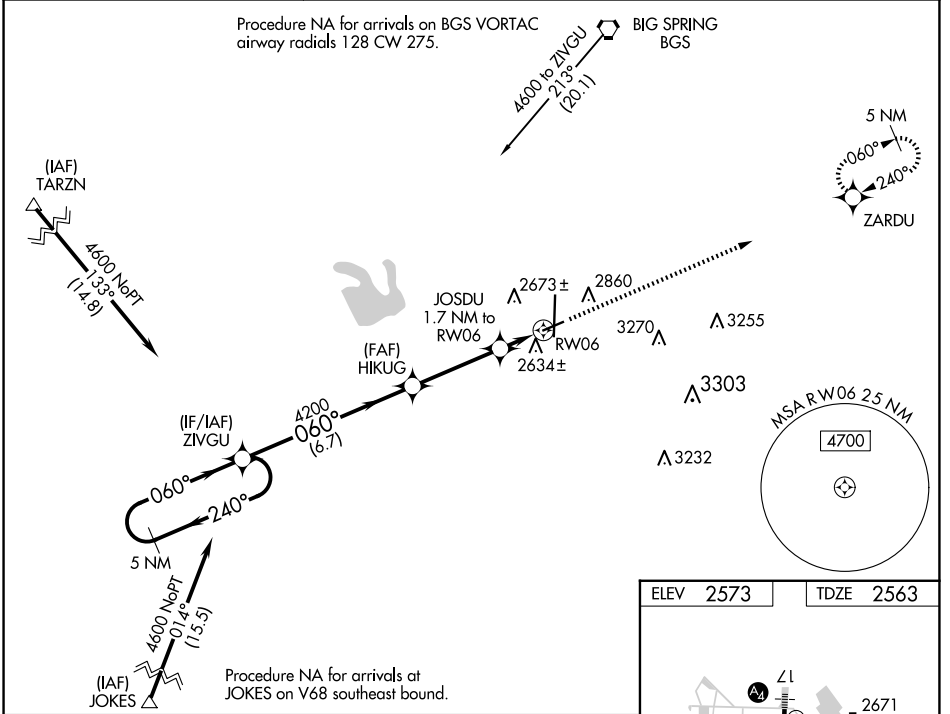 Procedure NA for arrivals on BGS VORTAC
airway radials 128 CW 275.
BIG SPRING
BGS
4600 to ZIVGU
213°
(20.1)
5 NM
060°
240°
ZARDU
(IAF)
TARZN
4600 NoPT
133°
(14.8)
JOSDU
1.7 NM to
RW06
2673±
2860
RW06
2634±
3270
3255
3303
3232
(FAF)
HIKUG
(IF/IAF)
ZIVGU
4200
060°
(6.7)
060°
240°
5 NM
MSA RW06 25 NM
4700
4600 NoPT
014°
(15.5)
(IAF)
JOKES
Procedure NA for arrivals at
JOKES on V68 southeast bound.
ELEV 2573
TDZE 2563
A4
17
2671